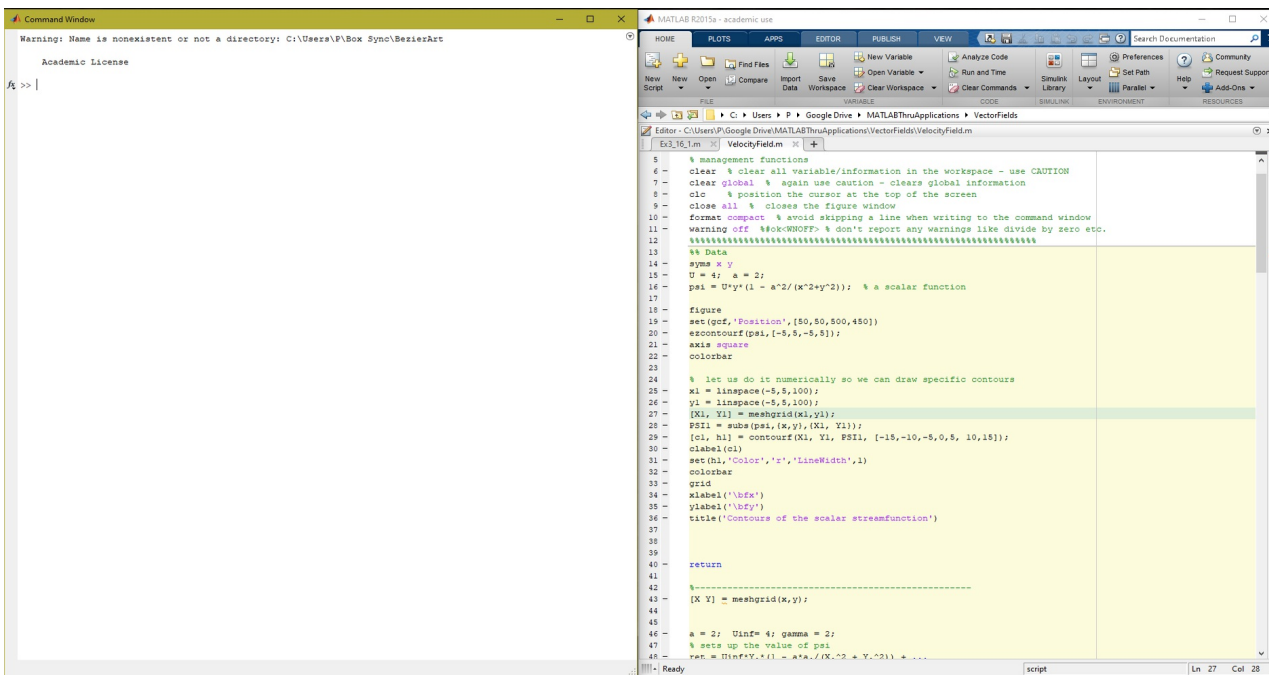 Command Window
Warning: Name is nonexistent or not a directory: C:\Users\P\Box Sync\BezierArt
Academic License
fx >>
MATLAB R2015a - academic use
HOME PLOTS APPS EDITOR PUBLISH VIEW Search Documentation
New Script
New
Open
Find Files
Compare
Import Data
Save Workspace
New Variable
Open Variable
Clear Workspace
Analyze Code
Run and Time
Clear Commands
Simulink Library
Layout
Preferences
Set Path
Parallel
Help
Community
Request Suppor
Add-Ons
FILE VARIABLE CODE SIMULINK ENVIRONMENT RESOURCES
C: Users P Google Drive MATLABThruApplications VectorFields
Editor - C:\Users\P\Google Drive\MATLABThruApplications\VectorFields\VelocityField.m
Ex3_16_1.m VelocityField.m
5 % management functions
6 - clear % clear all variable/information in the workspace - use CAUTION
7 - clear global % again use caution - clears global information
8 - clc % position the cursor at the top of the screen
9 - close all % closes the figure window
10 - format compact % avoid skipping a line when writing to the command window
11 - warning off %#ok<WNOFF> % don't report any warnings like divide by zero etc.
12 %%%%%%%%%%%%%%%%%%%%%%%%%%%%%%%%%%%%%%%%%%%%%%%%%%%%%%%%%%%%%%%%
13 %% Data
14 - syms x y
15 - U = 4; a = 2;
16 - psi = U*y*(1 - a^2/(x^2+y^2)); % a scalar function
17
18 - figure
19 - set(gcf,'Position',[50,50,500,450])
20 - ezcontourf(psi,[-5,5,-5,5]);
21 - axis square
22 - colorbar
23
24 % let us do it numerically so we can draw specific contours
25 - x1 = linspace(-5,5,100);
26 - y1 = linspace(-5,5,100);
27 - [X1, Y1] = meshgrid(x1,y1);
28 - PSI1 = subs(psi,{x,y},{X1, Y1});
29 - [c1, h1] = contourf(X1, Y1, PSI1, [-15,-10,-5,0,5, 10,15]);
30 - clabel(c1)
31 - set(h1,'Color','r','LineWidth',1)
32 - colorbar
33 - grid
34 - xlabel('\bfx')
35 - ylabel('\bfy')
36 - title('Contours of the scalar streamfunction')
37
38
39
40 - return
41
42 %------------------------------------------------------
43 - [X Y] = meshgrid(x,y);
44
45
46 - a = 2; Uinf= 4; gamma = 2;
47 % sets up the value of psi
48 - ret = Uinf*Y.*(1 - a*a./(X.^2 + Y.^2)) + ...
Ready script Ln 27 Col 28